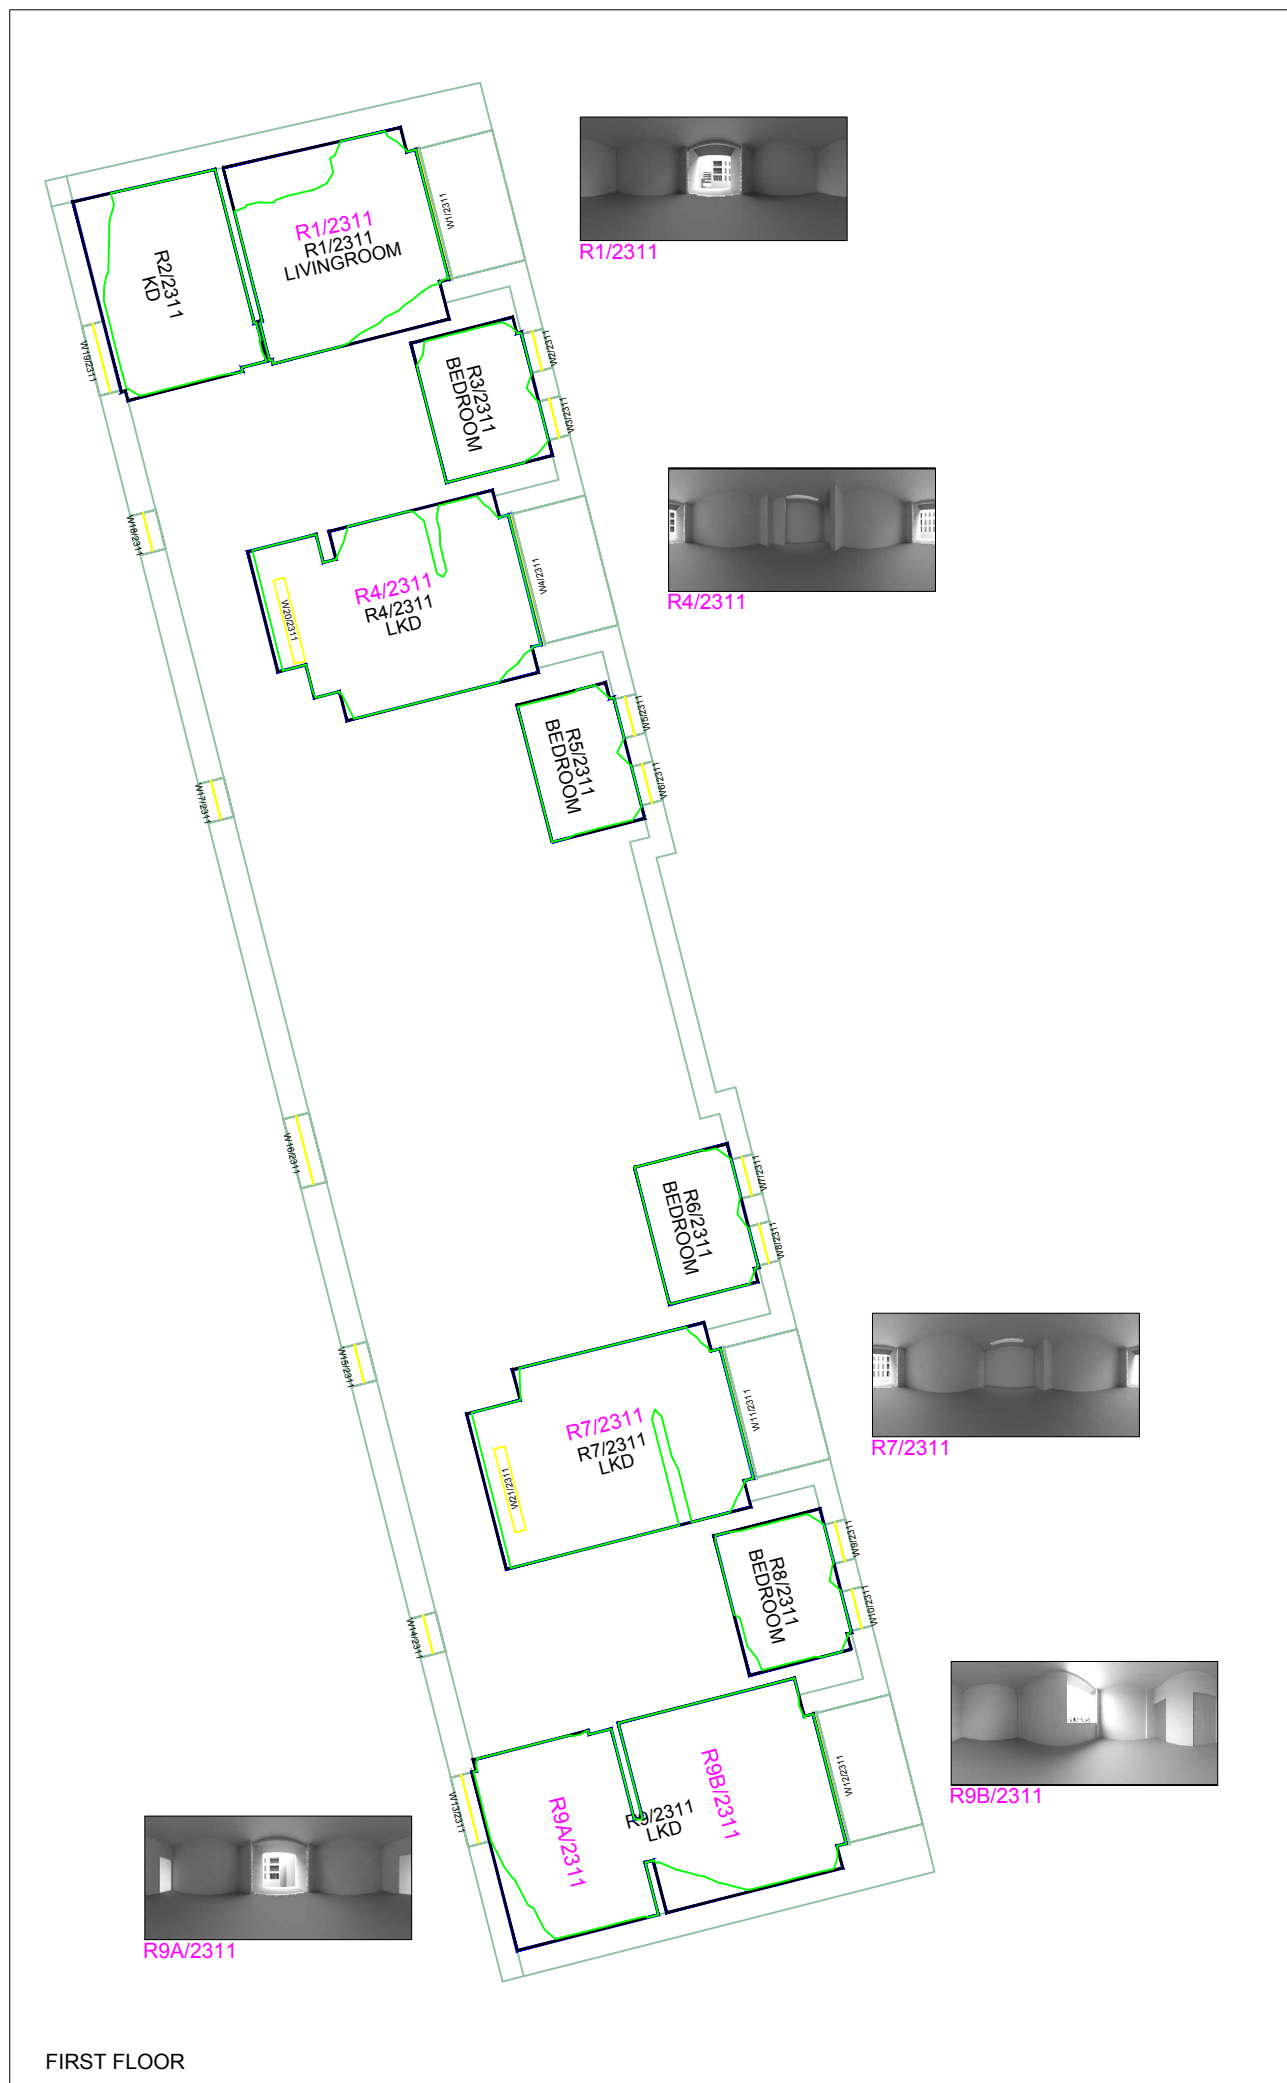 R1/2311
R1/2311
R1/2311
LIVINGROOM
W1/2311
R2/2311
KD
W19/2311
W2/2311
R3/2311
BEDROOM
W3/2311
W18/2311
R4/2311
R4/2311
R4/2311
LKD
W4/2311
W20/2311
W5/2311
R5/2311
BEDROOM
W6/2311
W17/2311
W16/2311
W7/2311
R6/2311
BEDROOM
W8/2311
W15/2311
R7/2311
R7/2311
R7/2311
LKD
W11/2311
W21/2311
W9/2311
R8/2311
BEDROOM
W10/2311
W14/2311
R9B/2311
R9B/2311
W12/2311
R9/2311
LKD
R9A/2311
W13/2311
R9A/2311
FIRST FLOOR